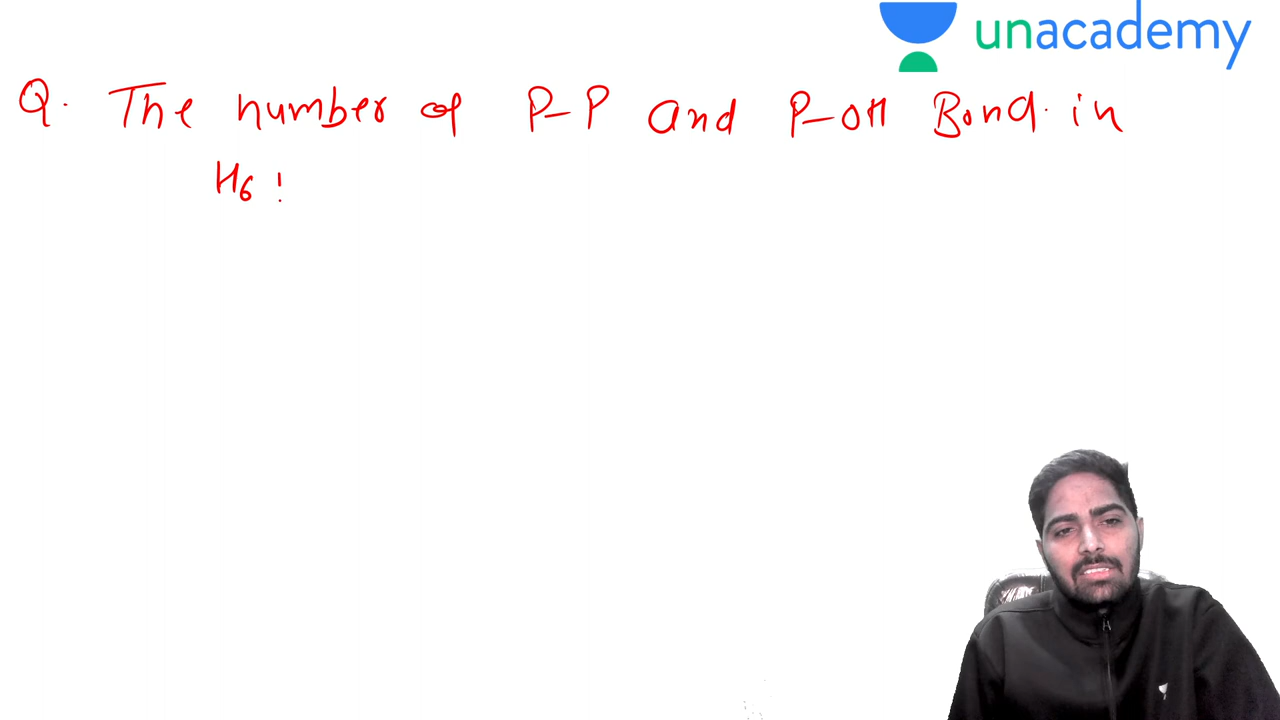 unacademy
Q. The number of P-P and P-OH Bond. in
H6 !